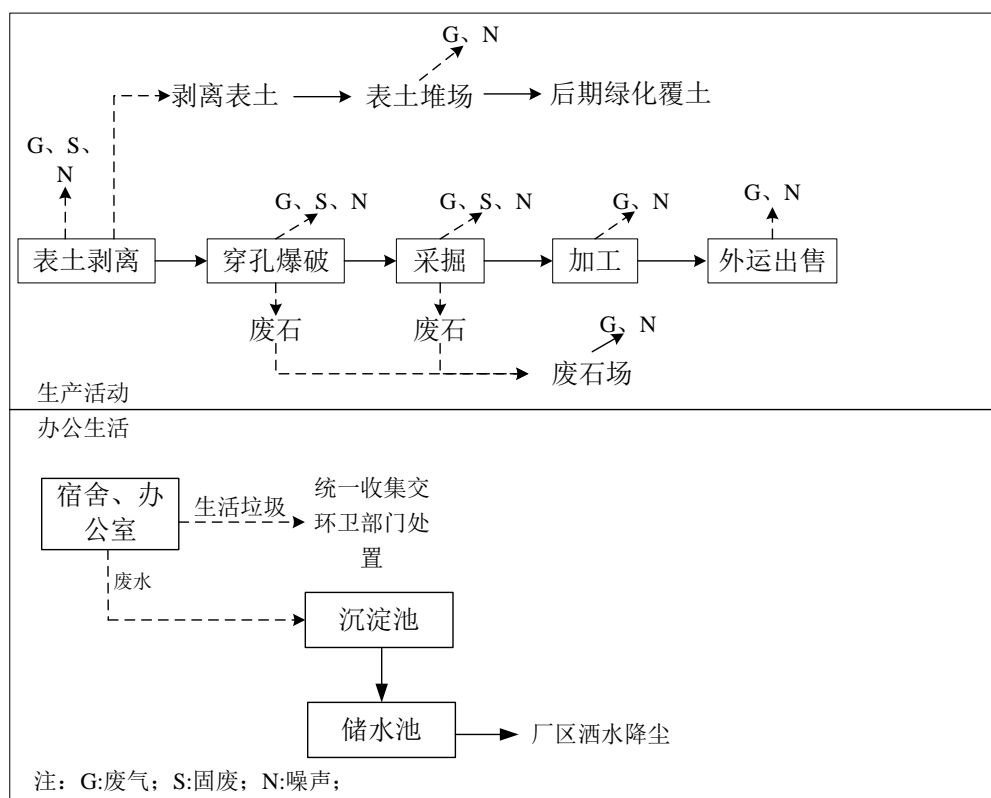 G、N
剥离表土
表土堆场
后期绿化覆土
G、S、
N
G、S、N
G、S、N
G、N
G、N
表土剥离
穿孔爆破
采掘
加工
外运出售
废石
废石
G、N
废石场
生产活动
办公生活
宿舍、办
公室
生活垃圾
统一收集交
环卫部门处
置
废水
沉淀池
储水池
厂区洒水降尘
注：G:废气；S:固废；N:噪声；